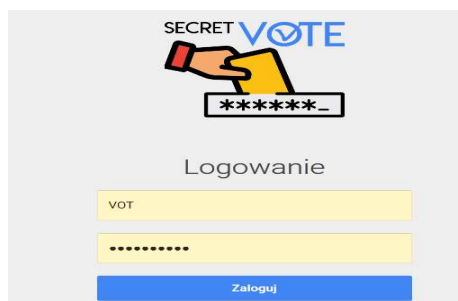 SECRET VOTE
******_
Logowanie
VOT
••••••••••
Zaloguj